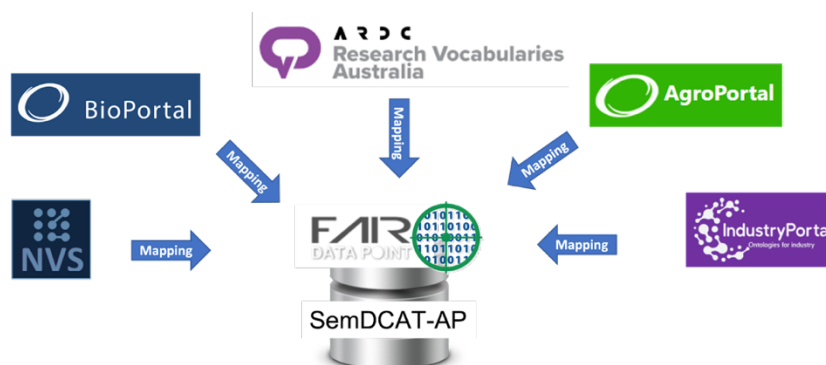 ARDC
Research Vocabularies
Australia
BioPortal
AgroPortal
Mapping
Mapping
Mapping
NVS
Mapping
FAIR
DATA POINT
Mapping
IndustryPortal
Ontologies for industry
SemDCAT-AP